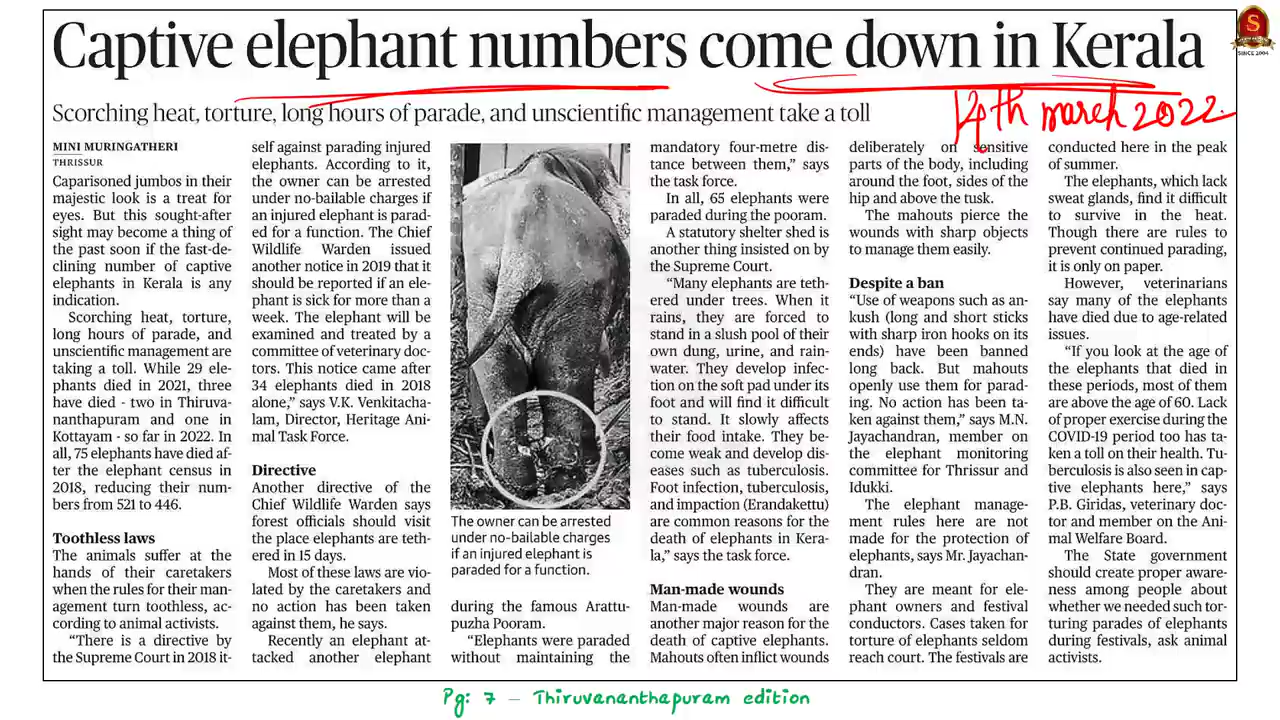 Captive elephant numbers come down in Kerala
SINCE 2004
Scorching heat, torture, long hours of parade, and unscientific management take a toll
14th march 2022
MINI MURINGATHERI
THRISSUR
Caparisoned jumbos in their
majestic look is a treat for
eyes. But this sought-after
sight may become a thing of
the past soon if the fast-de-
clining number of captive
elephants in Kerala is any
indication.
Scorching heat, torture,
long hours of parade, and
unscientific management are
taking a toll. While 29 ele-
phants died in 2021, three
have died - two in Thiruva-
nanthapuram and one in
Kottayam - so far in 2022. In
all, 75 elephants have died af-
ter the elephant census in
2018, reducing their num-
bers from 521 to 446.
Toothless laws
The animals suffer at the
hands of their caretakers
when the rules for their man-
agement turn toothless, ac-
cording to animal activists.
“There is a directive by
the Supreme Court in 2018 it-
self against parading injured
elephants. According to it,
the owner can be arrested
under no-bailable charges if
an injured elephant is parad-
ed for a function. The Chief
Wildlife Warden issued
another notice in 2019 that it
should be reported if an ele-
phant is sick for more than a
week. The elephant will be
examined and treated by a
committee of veterinary doc-
tors. This notice came after
34 elephants died in 2018
alone,” says V.K. Venkitacha-
lam, Director, Heritage Ani-
mal Task Force.
Directive
Another directive of the
Chief Wildlife Warden says
forest officials should visit
the place elephants are teth-
ered in 15 days.
Most of these laws are vio-
lated by the caretakers and
no action has been taken
against them, he says.
Recently an elephant at-
tacked another elephant
The owner can be arrested
under no-bailable charges
if an injured elephant is
paraded for a function.
during the famous Arattu-
puzha Pooram.
“Elephants were paraded
without maintaining the
mandatory four-metre dis-
tance between them,” says
the task force.
In all, 65 elephants were
paraded during the pooram.
A statutory shelter shed is
another thing insisted on by
the Supreme Court.
“Many elephants are teth-
ered under trees. When it
rains, they are forced to
stand in a slush pool of their
own dung, urine, and rain-
water. They develop infec-
tion on the soft pad under its
foot and will find it difficult
to stand. It slowly affects
their food intake. They be-
come weak and develop dis-
eases such as tuberculosis.
Foot infection, tuberculosis,
and impaction (Erandakettu)
are common reasons for the
death of elephants in Kera-
la,” says the task force.
Man-made wounds
Man-made wounds are
another major reason for the
death of captive elephants.
Mahouts often inflict wounds
deliberately on sensitive
parts of the body, including
around the foot, sides of the
hip and above the tusk.
The mahouts pierce the
wounds with sharp objects
to manage them easily.
Despite a ban
“Use of weapons such as an-
kush (long and short sticks
with sharp iron hooks on its
ends) have been banned
long back. But mahouts
openly use them for parad-
ing. No action has been ta-
ken against them,” says M.N.
Jayachandran, member on
the elephant monitoring
committee for Thrissur and
Idukki.
The elephant manage-
ment rules here are not
made for the protection of
elephants, says Mr. Jayachan-
dran.
They are meant for ele-
phant owners and festival
conductors. Cases taken for
torture of elephants seldom
reach court. The festivals are
conducted here in the peak
of summer.
The elephants, which lack
sweat glands, find it difficult
to survive in the heat.
Though there are rules to
prevent continued parading,
it is only on paper.
However, veterinarians
say many of the elephants
have died due to age-related
issues.
“If you look at the age of
the elephants that died in
these periods, most of them
are above the age of 60. Lack
of proper exercise during the
COVID-19 period too has ta-
ken a toll on their health. Tu-
berculosis is also seen in cap-
tive elephants here,” says
P.B. Giridas, veterinary doc-
tor and member on the Ani-
mal Welfare Board.
The State government
should create proper aware-
ness among people about
whether we needed such tor-
turing parades of elephants
during festivals, ask animal
activists.
Pg: 7 – Thiruvananthapuram edition